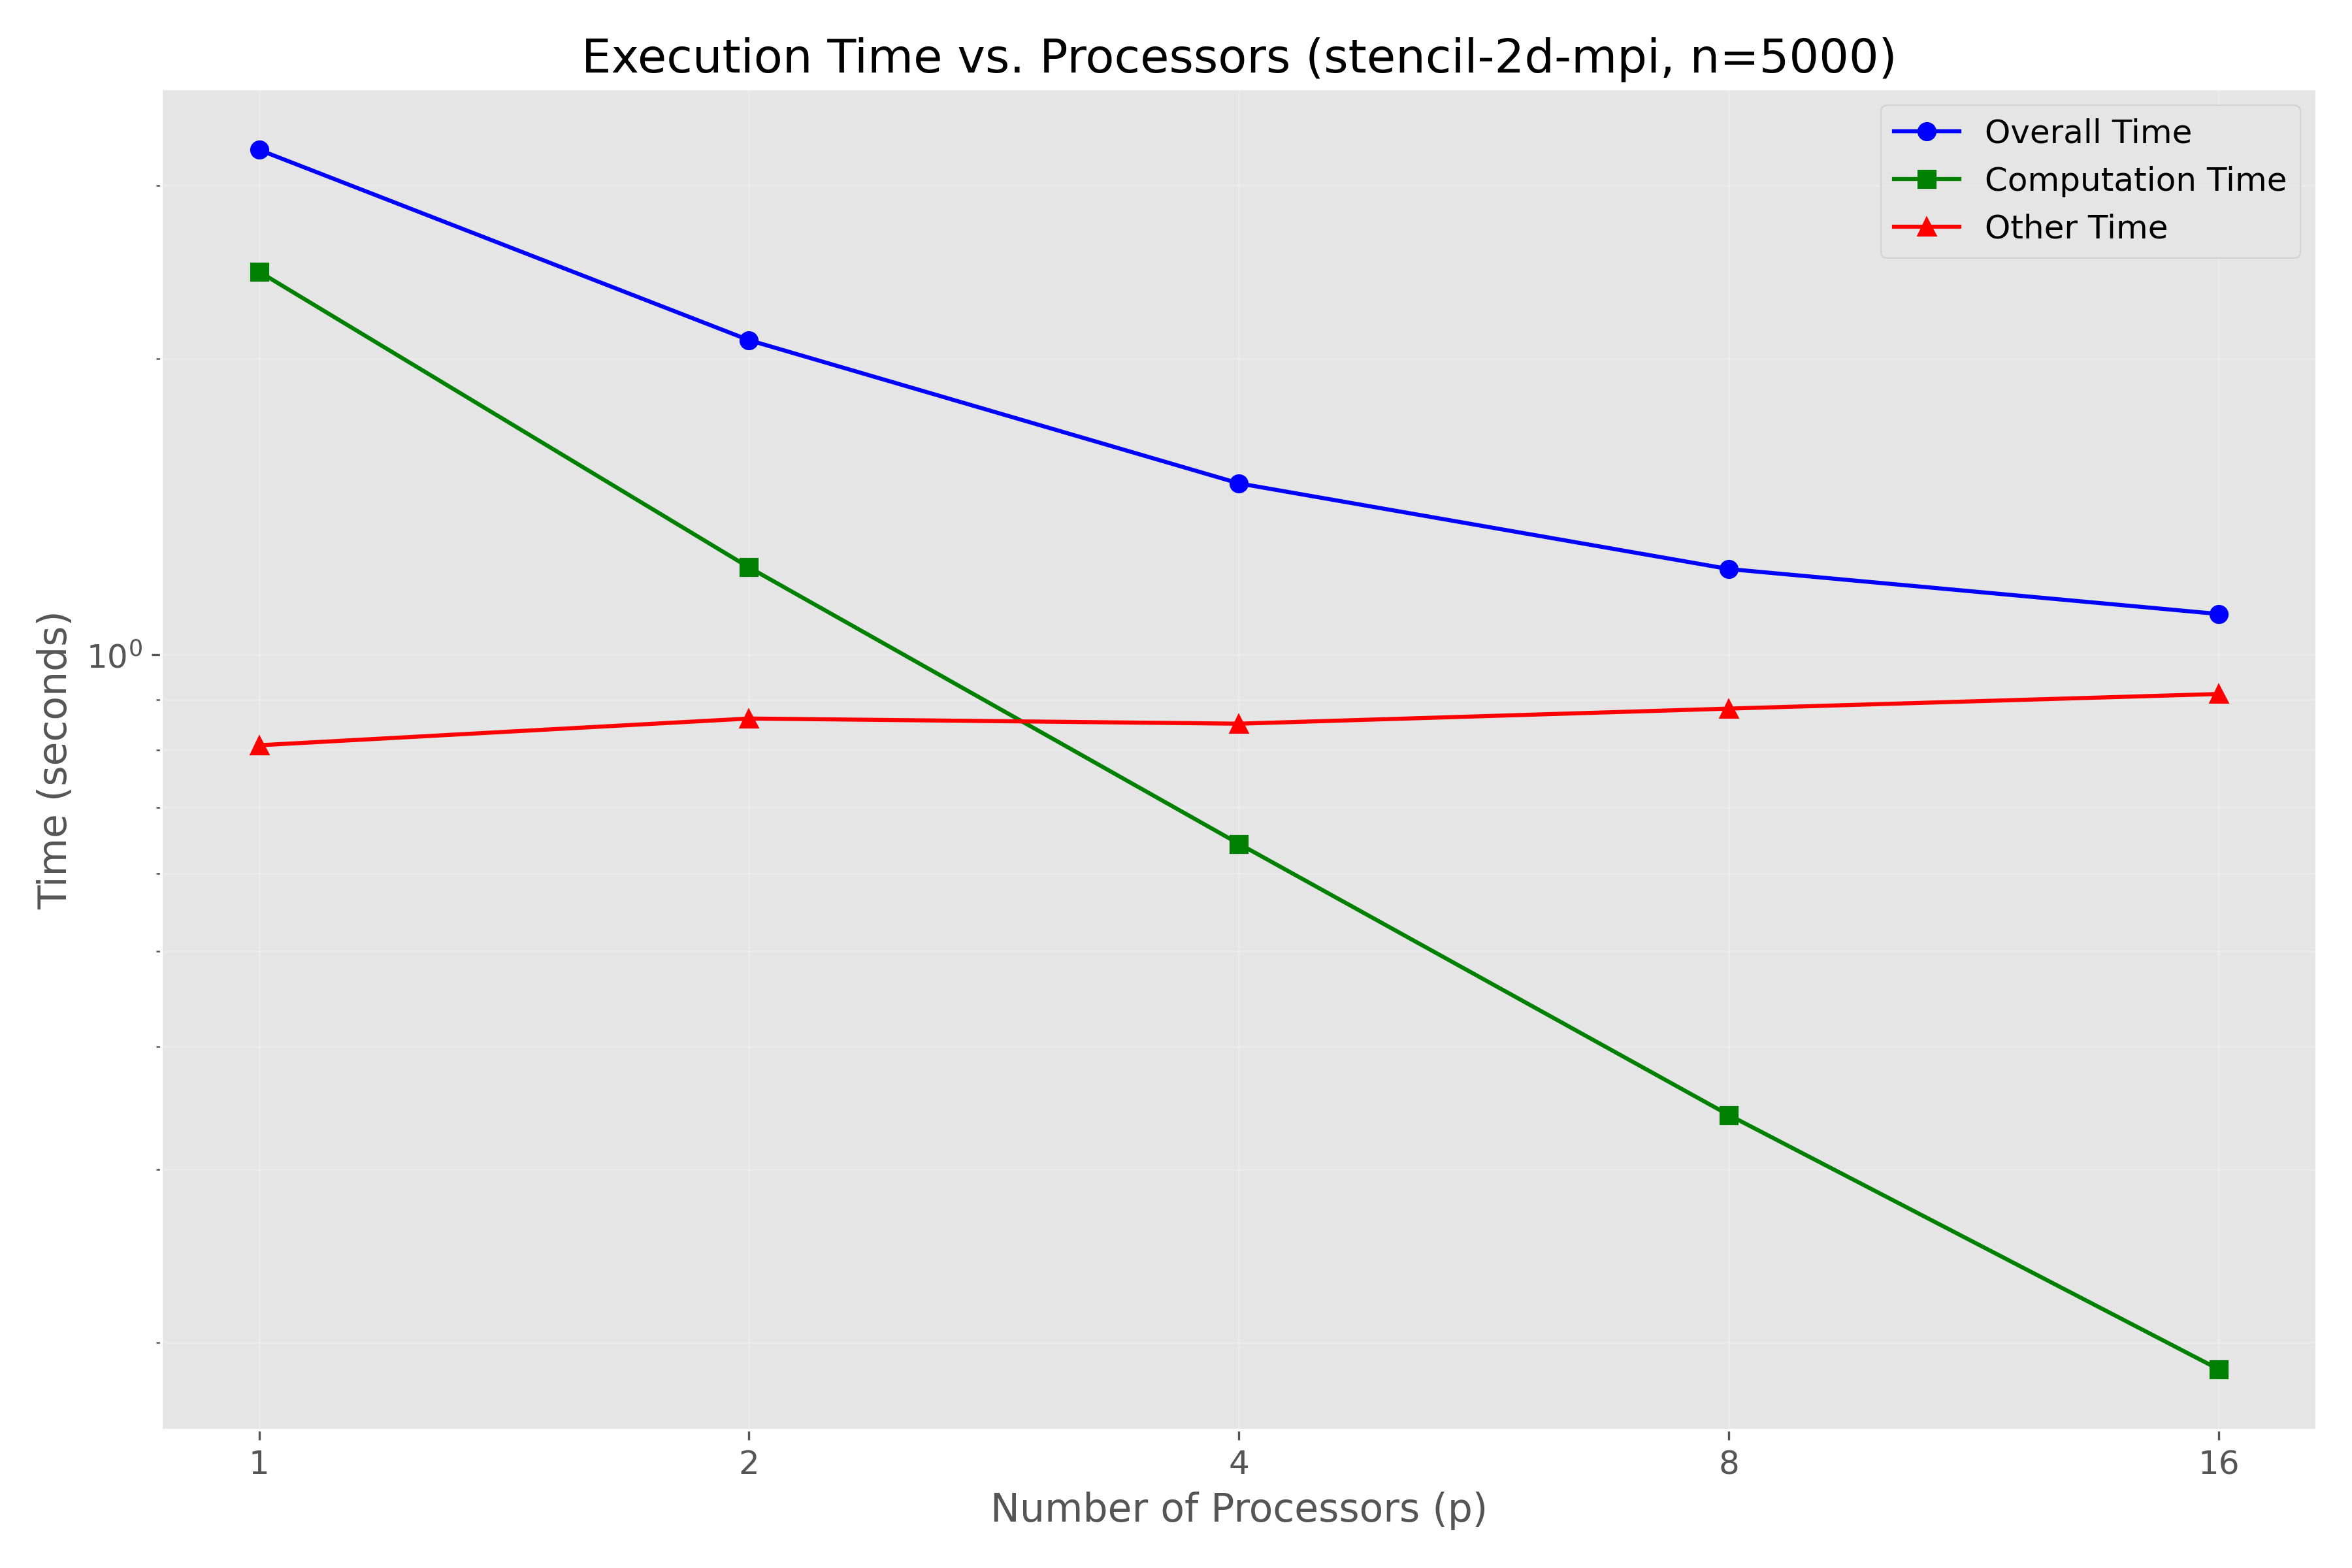 Execution Time vs. Processors (stencil-2d-mpi, n=5000)
Overall Time
Computation Time
Other Time
Time (seconds)
10⁰
1 2 4 8 16
Number of Processors (p)